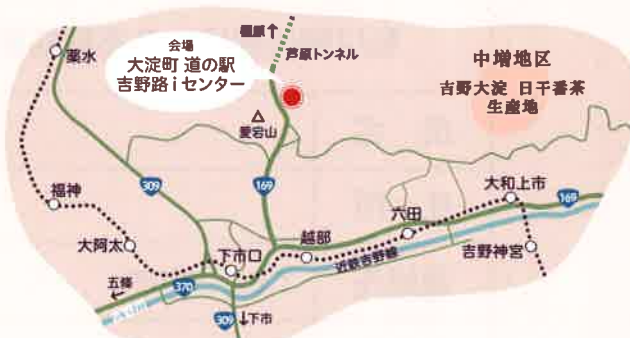 橿原↑
芦原トンネル
会場
大淀町 道の駅
吉野路iセンター
薬水
愛宕山
中増地区
吉野大淀 日干番茶
生産地
309
169
福神
大阿太
下市口
越部
六田
大和上市
169
吉野神宮
近鉄吉野線
五條
←
370
309
↓下市